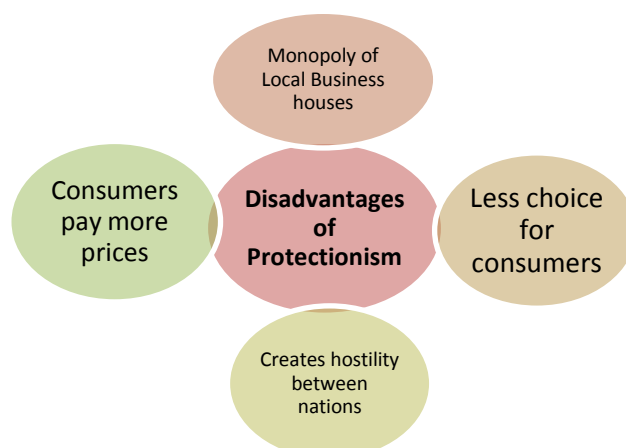 Monopoly of
Local Business
houses
Consumers
pay more
prices
Disadvantages
of
Protectionism
Less choice
for
consumers
Creates hostility
between
nations